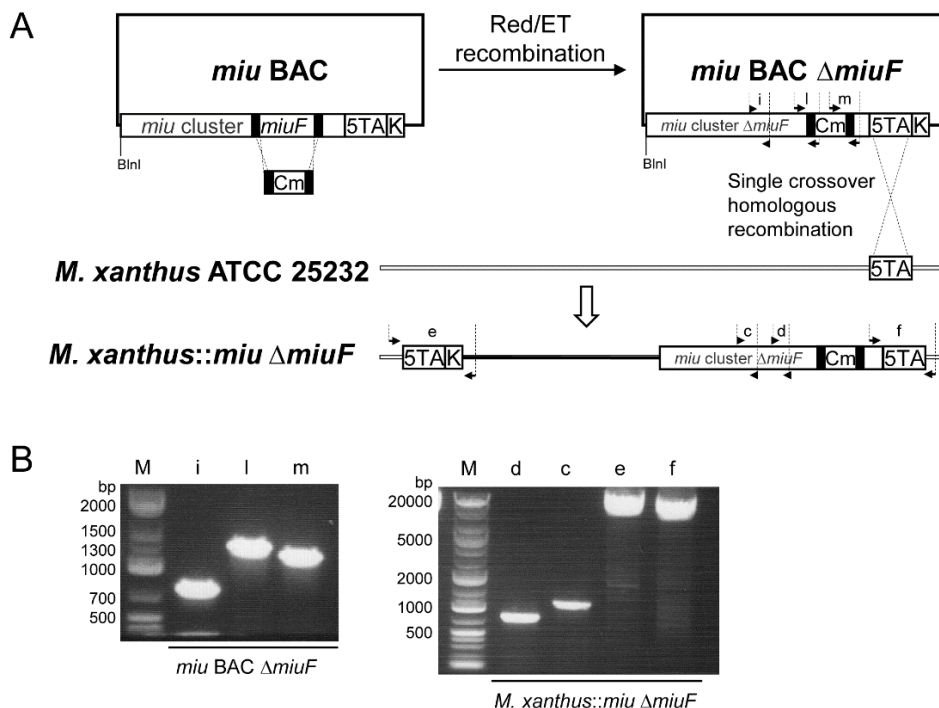 A
miu BAC
Red/ET
recombination
miu BAC ΔmiuF
i l m
miu cluster miuF 5TA K
miu cluster ΔmiuF Cm 5TA K
BlnI
BlnI
Cm
Single crossover
homologous
recombination
M. xanthus ATCC 25232
5TA
M. xanthus::miu ΔmiuF
e c d f
5TA K
miu cluster ΔmiuF Cm 5TA
B
M i l m
bp
2000
1500
1300
1000
700
500
miu BAC ΔmiuF
M d c e f
bp
20000
5000
2000
1000
500
M. xanthus::miu ΔmiuF